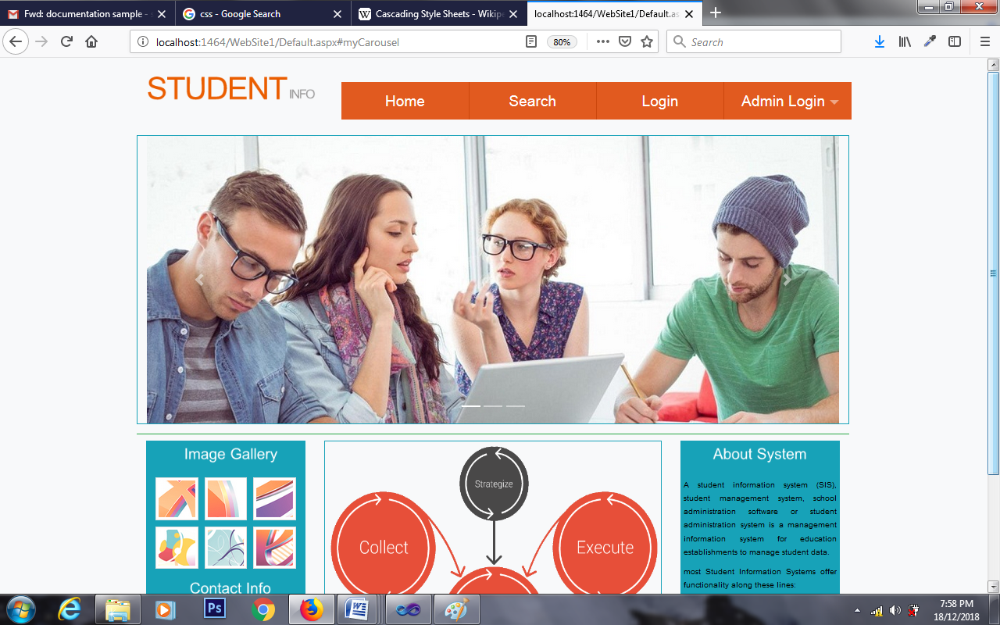 Fwd: documentation sample - 
css - Google Search
Cascading Style Sheets - Wikipe
localhost:1464/WebSite1/Default.as
localhost:1464/WebSite1/Default.aspx#myCarousel
80%
Search
STUDENT INFO
Home
Search
Login
Admin Login
Image Gallery
Contact Info
Strategize
Collect
Execute
About System
A student information system (SIS),
student management system, school
administration software or student
administration system is a management
information system for education
establishments to manage student data.
most Student Information Systems offer
functionality along these lines:
Ps
7:58 PM
18/12/2018